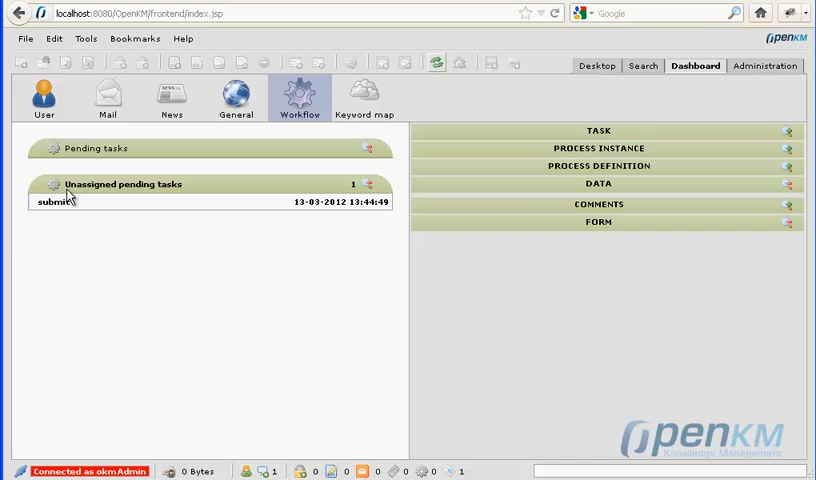 localhost:8080/OpenKM/frontend/index.jsp
Google
File Edit Tools Bookmarks Help
OPENKM
Desktop Search Dashboard Administration
User Mail News General Workflow Keyword map
NEWS
Pending tasks
Unassigned pending tasks 1
submit 13-03-2012 13:44:49
TASK
PROCESS INSTANCE
PROCESS DEFINITION
DATA
COMMENTS
FORM
OPENKM
Knowledge Management
Connected as okmAdmin 0 Bytes 1 0 0 0 0 0 1